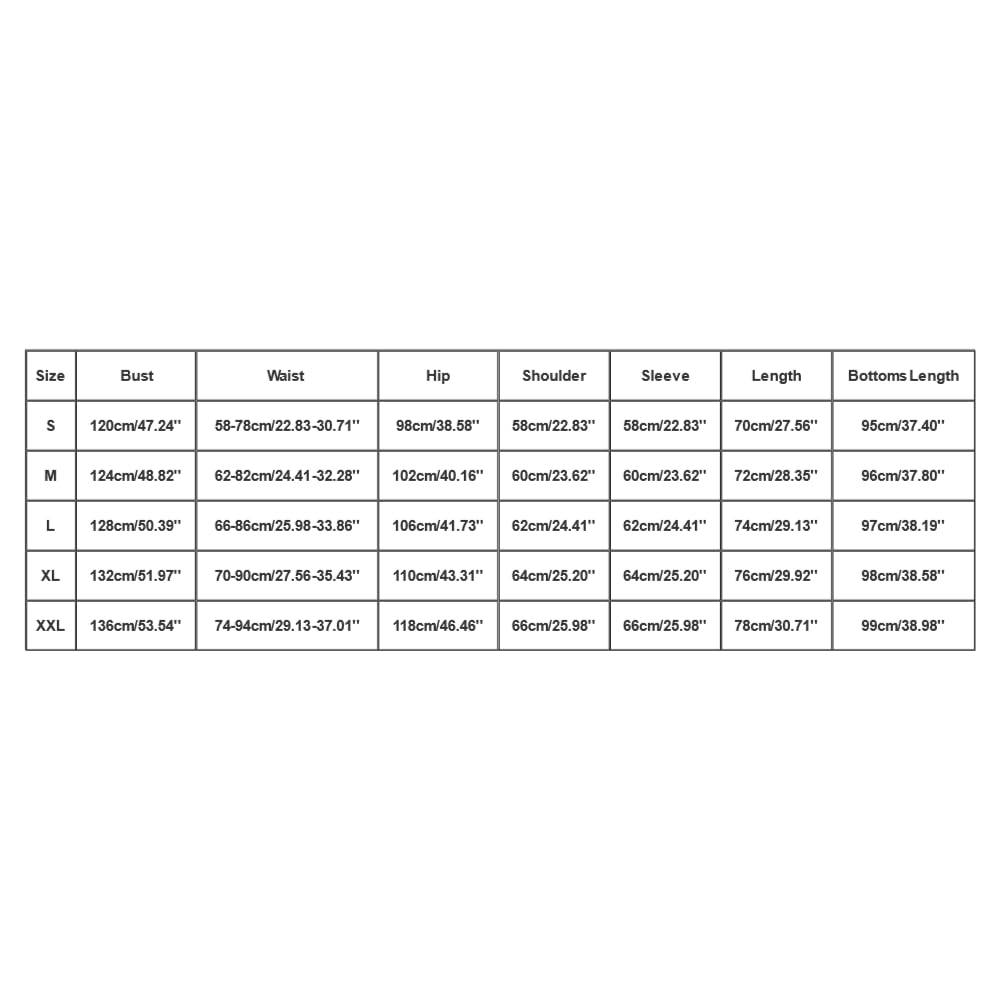 Size Bust Waist Hip Shoulder Sleeve Length Bottoms Length
S 120cm/47.24'' 58-78cm/22.83-30.71'' 98cm/38.58'' 58cm/22.83'' 58cm/22.83'' 70cm/27.56'' 95cm/37.40''
M 124cm/48.82'' 62-82cm/24.41-32.28'' 102cm/40.16'' 60cm/23.62'' 60cm/23.62'' 72cm/28.35'' 96cm/37.80''
L 128cm/50.39'' 66-86cm/25.98-33.86'' 106cm/41.73'' 62cm/24.41'' 62cm/24.41'' 74cm/29.13'' 97cm/38.19''
XL 132cm/51.97'' 70-90cm/27.56-35.43'' 110cm/43.31'' 64cm/25.20'' 64cm/25.20'' 76cm/29.92'' 98cm/38.58''
XXL 136cm/53.54'' 74-94cm/29.13-37.01'' 118cm/46.46'' 66cm/25.98'' 66cm/25.98'' 78cm/30.71'' 99cm/38.98''